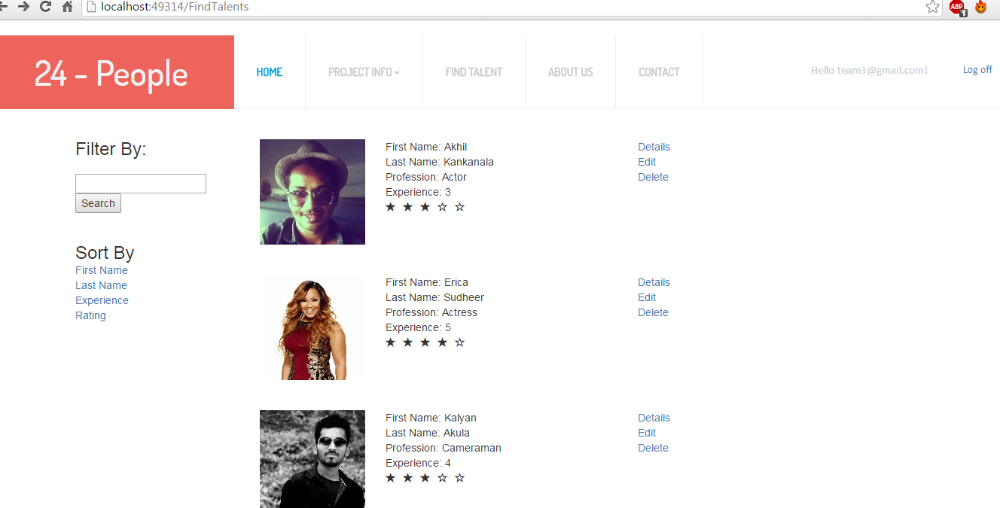 localhost:49314/FindTalents
ABP
1
24 - People
HOME
PROJECT INFO
FIND TALENT
ABOUT US
CONTACT
Hello team3@gmail.com!
Log off
Filter By:
Search
Sort By
First Name
Last Name
Experience
Rating
First Name: Akhil
Last Name: Kankanala
Profession: Actor
Experience: 3
★ ★ ★ ☆ ☆
Details
Edit
Delete
First Name: Erica
Last Name: Sudheer
Profession: Actress
Experience: 5
★ ★ ★ ★ ☆
Details
Edit
Delete
First Name: Kalyan
Last Name: Akula
Profession: Cameraman
Experience: 4
★ ★ ★ ☆ ☆
Details
Edit
Delete